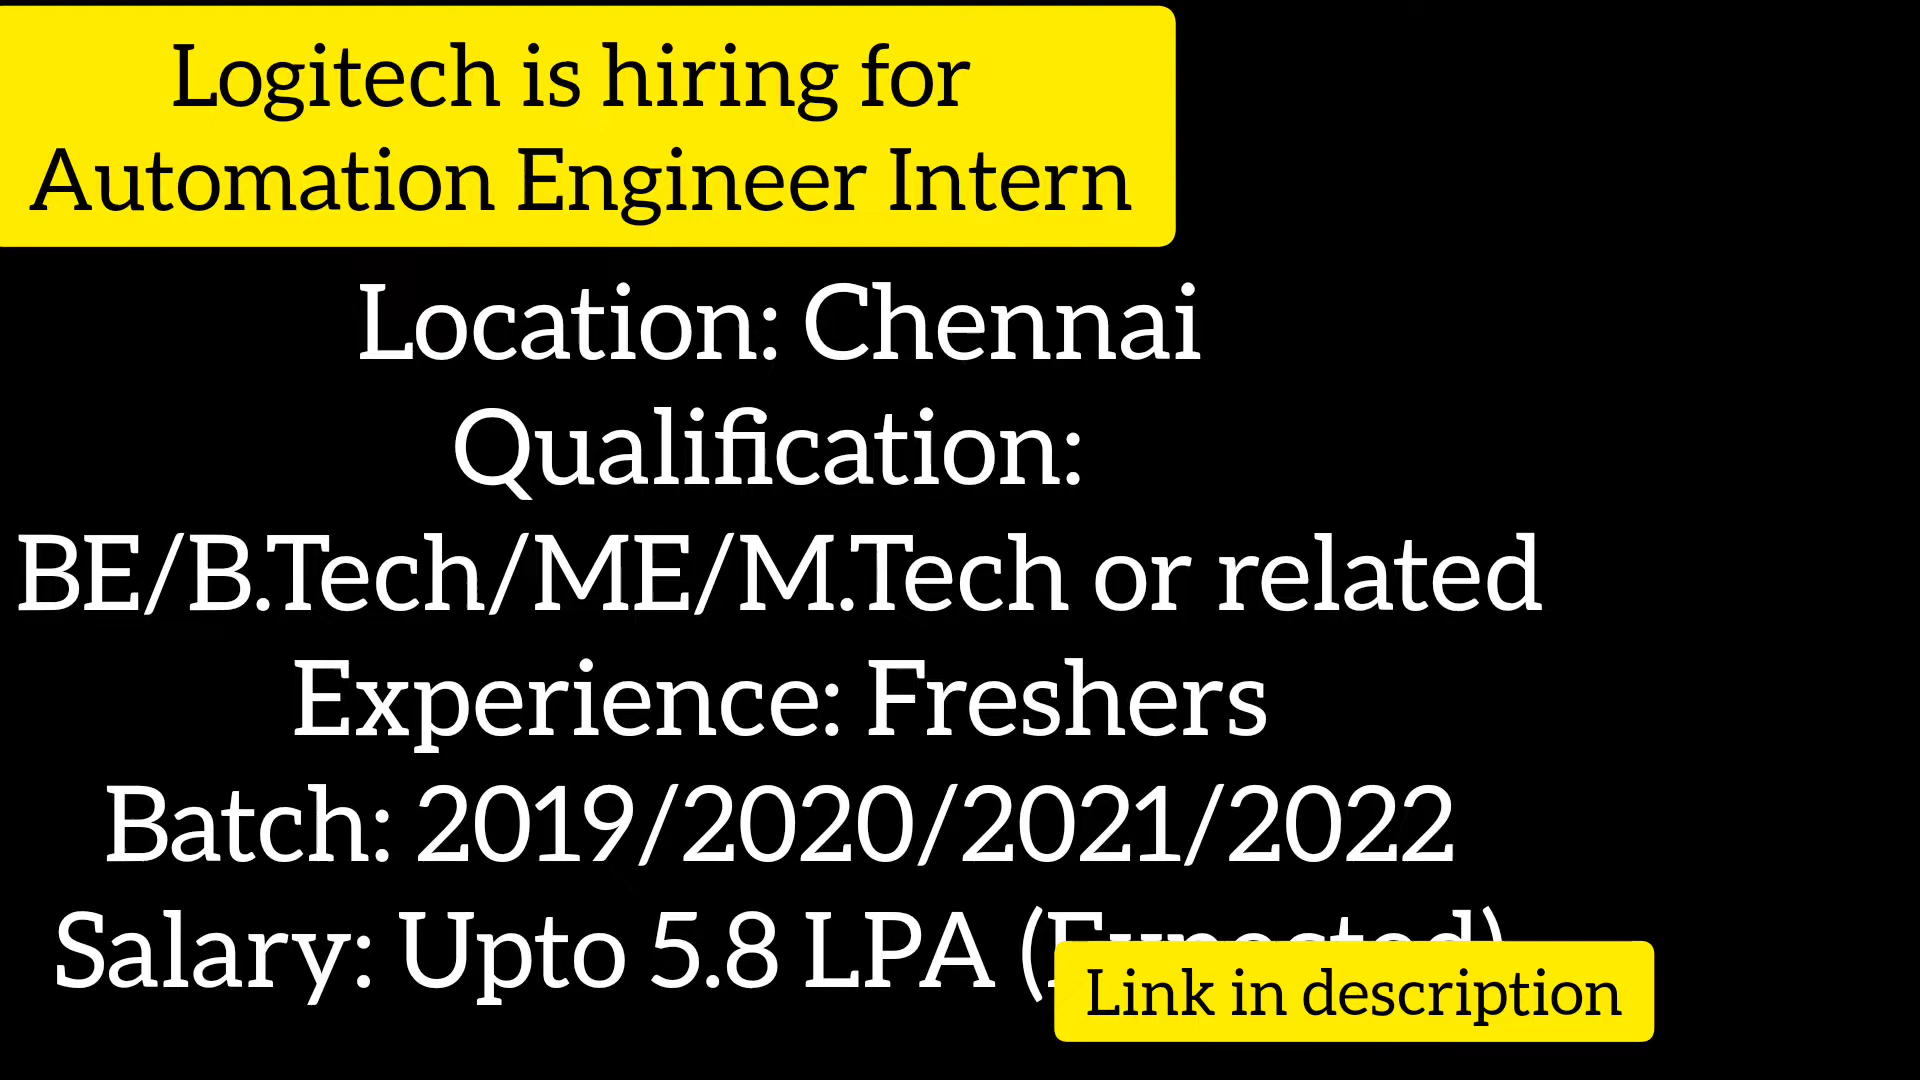 Logitech is hiring for
Automation Engineer Intern
Location: Chennai
Qualification:
BE/B.Tech/ME/M.Tech or related
Experience: Freshers
Batch: 2019/2020/2021/2022
Salary: Upto 5.8 LPA (Expected)
Link in description